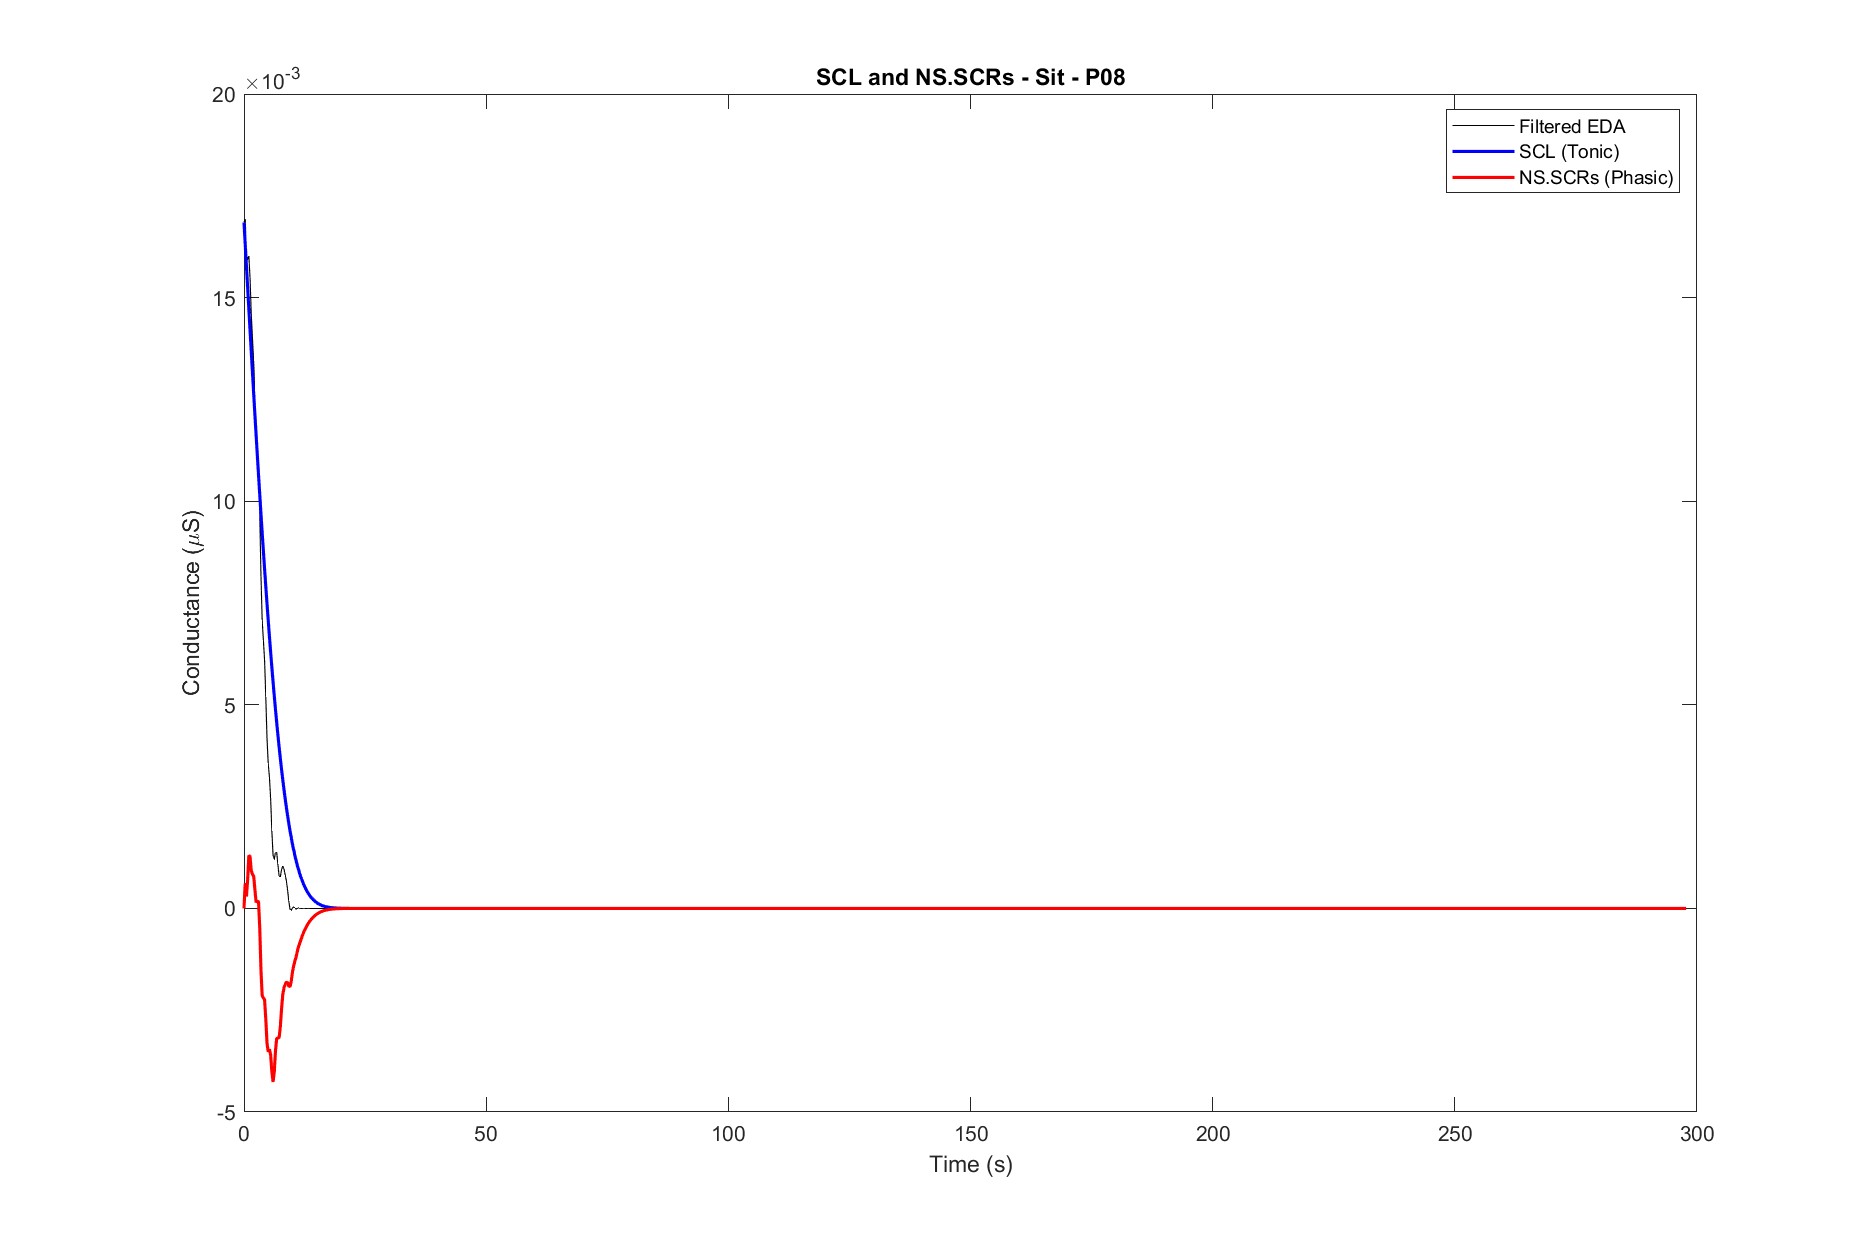 SCL and NS.SCRs - Sit - P08
×10-3
20
15
10
5
0
-5
Conductance (μS)
0 50 100 150 200 250 300
Time (s)
Filtered EDA
SCL (Tonic)
NS.SCRs (Phasic)